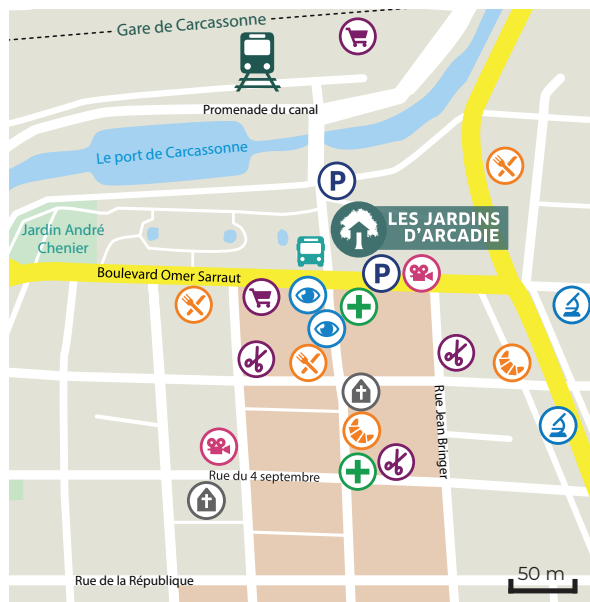 Gare de Carcassonne
Promenade du canal
Le port de Carcassonne
P
Jardin André
Chenier
LES JARDINS
D'ARCADIE
Boulevard Omer Sarraut
P
Rue Jean Bringer
Rue du 4 septembre
50 m
Rue de la République